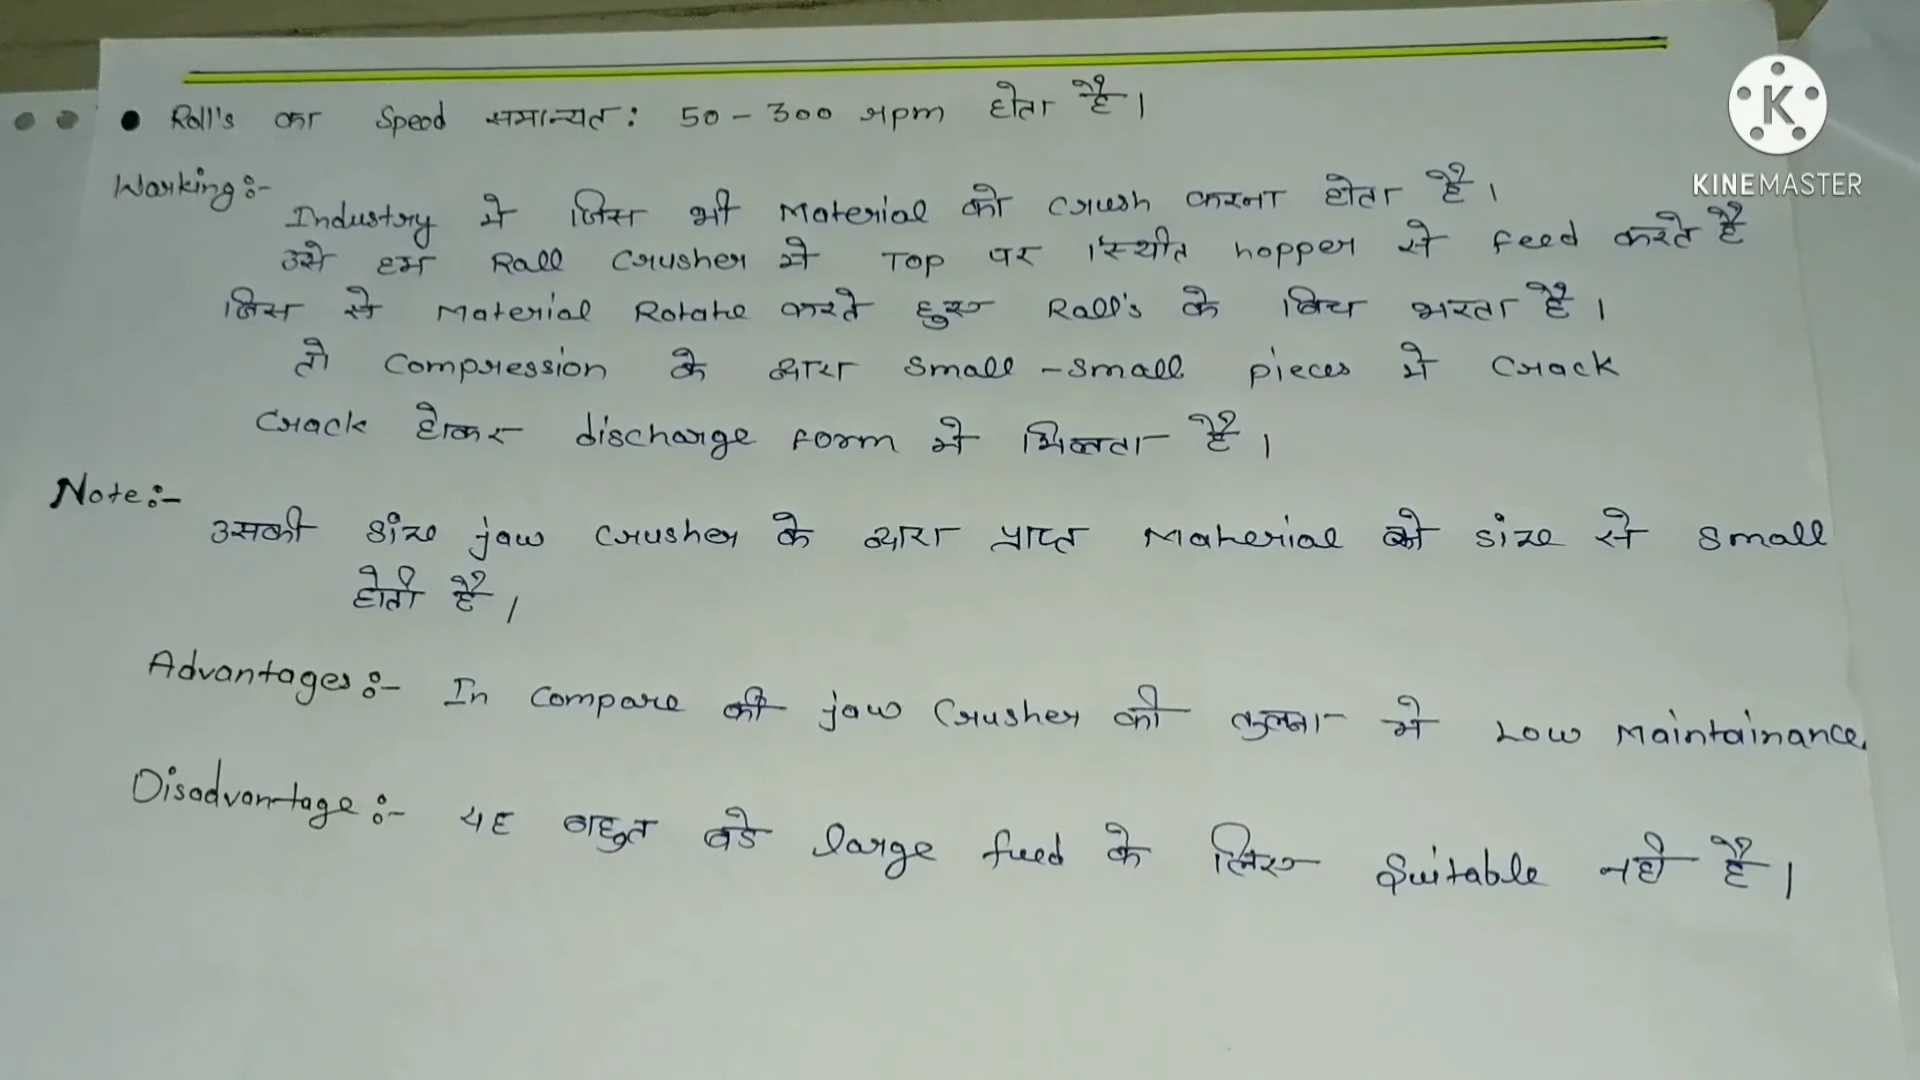 KINEMASTER
• Roll's का Speed समान्यत: 50-300 rpm होता है।
Working:-
Industry मे जिस भी Material को Crush करना होता है।
उसे हम Roll Crusher मे Top पर स्थित hopper से Feed करते है
जिस से Material Rotate करते हुए Roll's के बिच भरता है।
तो Compression के द्वारा Small-Small pieces मे Crack
Crack होकर discharge Form मे मिलता है।
Note:-
उसकी Size jaw Crusher के द्वारा प्राप्त Material की Size से Small
होती है।
Advantages:- In Compare की jaw Crusher की तुलना मे Low Maintainance.
Disadvantage:- यह बहुत बडे large feed के लिए Suitable नही है।